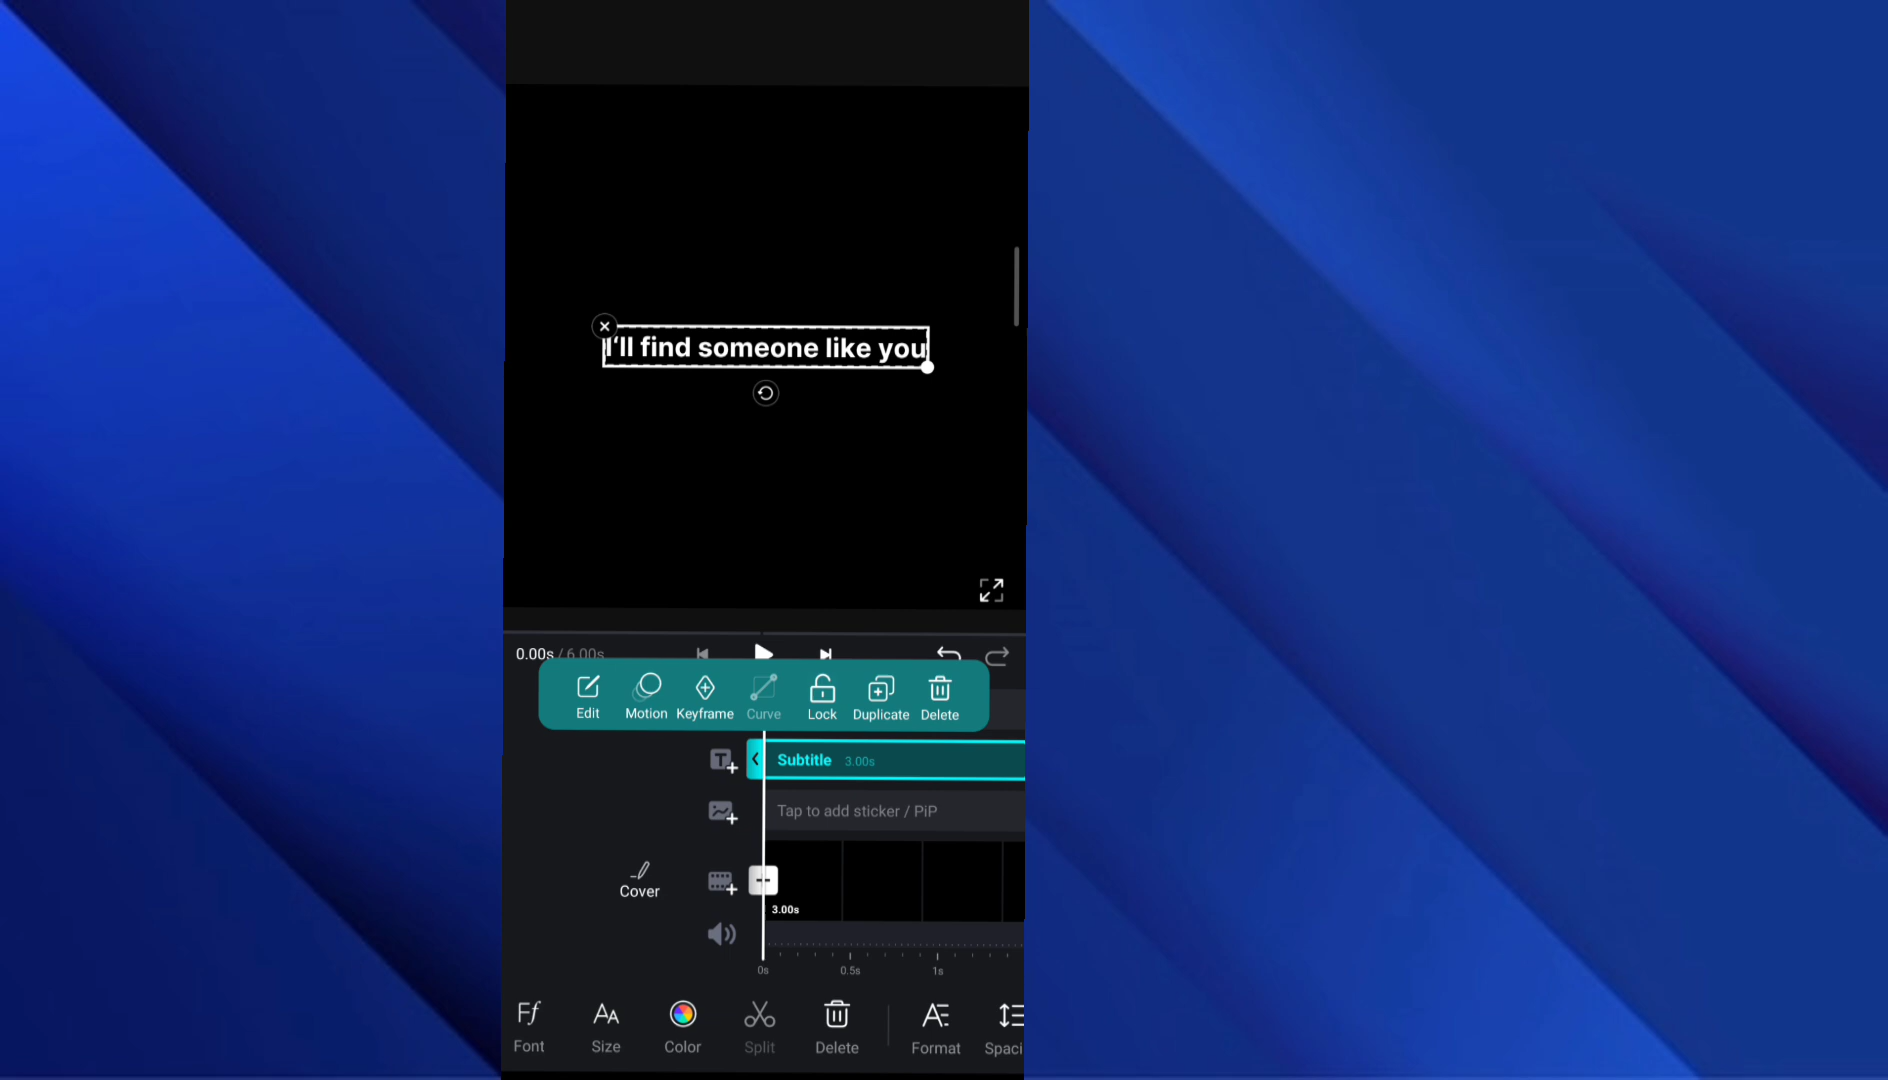 I'll find someone like you
0.00s / 6.00s
Edit Motion Keyframe Curve Lock Duplicate Delete
Subtitle 3.00s
Tap to add sticker / PiP
Cover
3.00s
0s 0.5s 1s
Ff AA
Font Size Color Split Delete Format Spaci